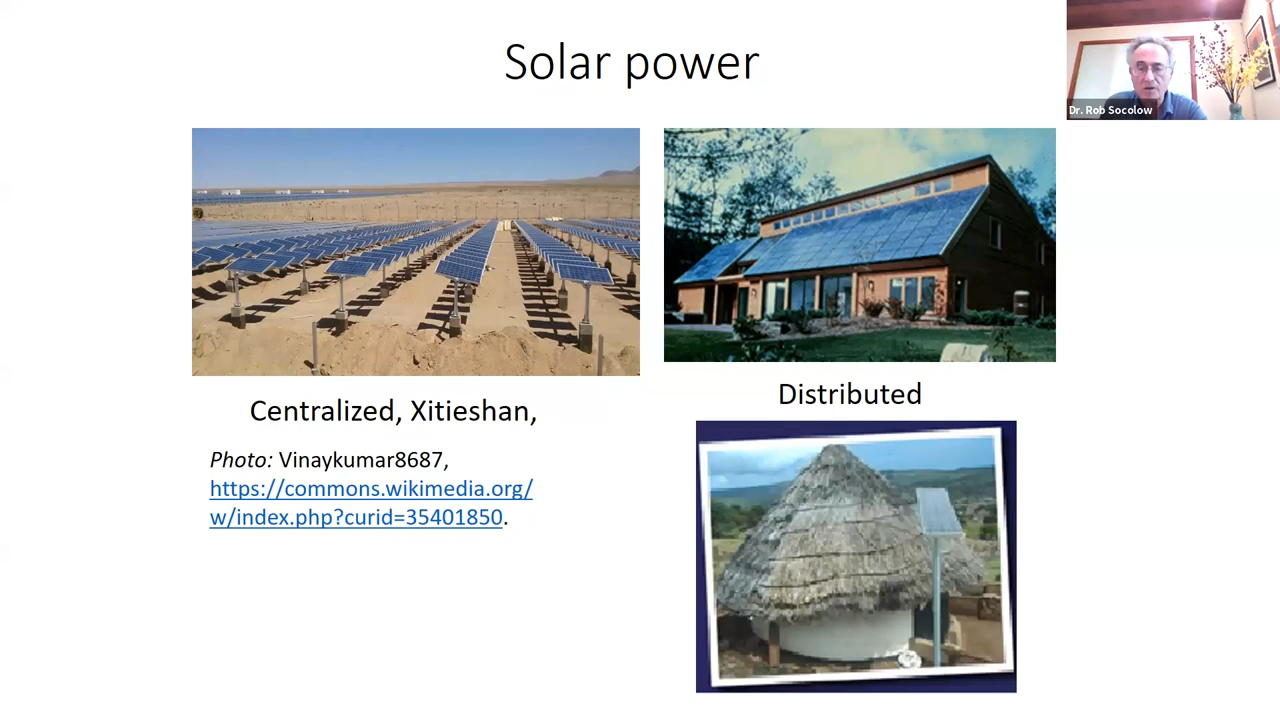 Solar power
Dr. Rob Socolow
Centralized, Xitieshan,
Photo: Vinaykumar8687,
https://commons.wikimedia.org/
w/index.php?curid=35401850.
Distributed